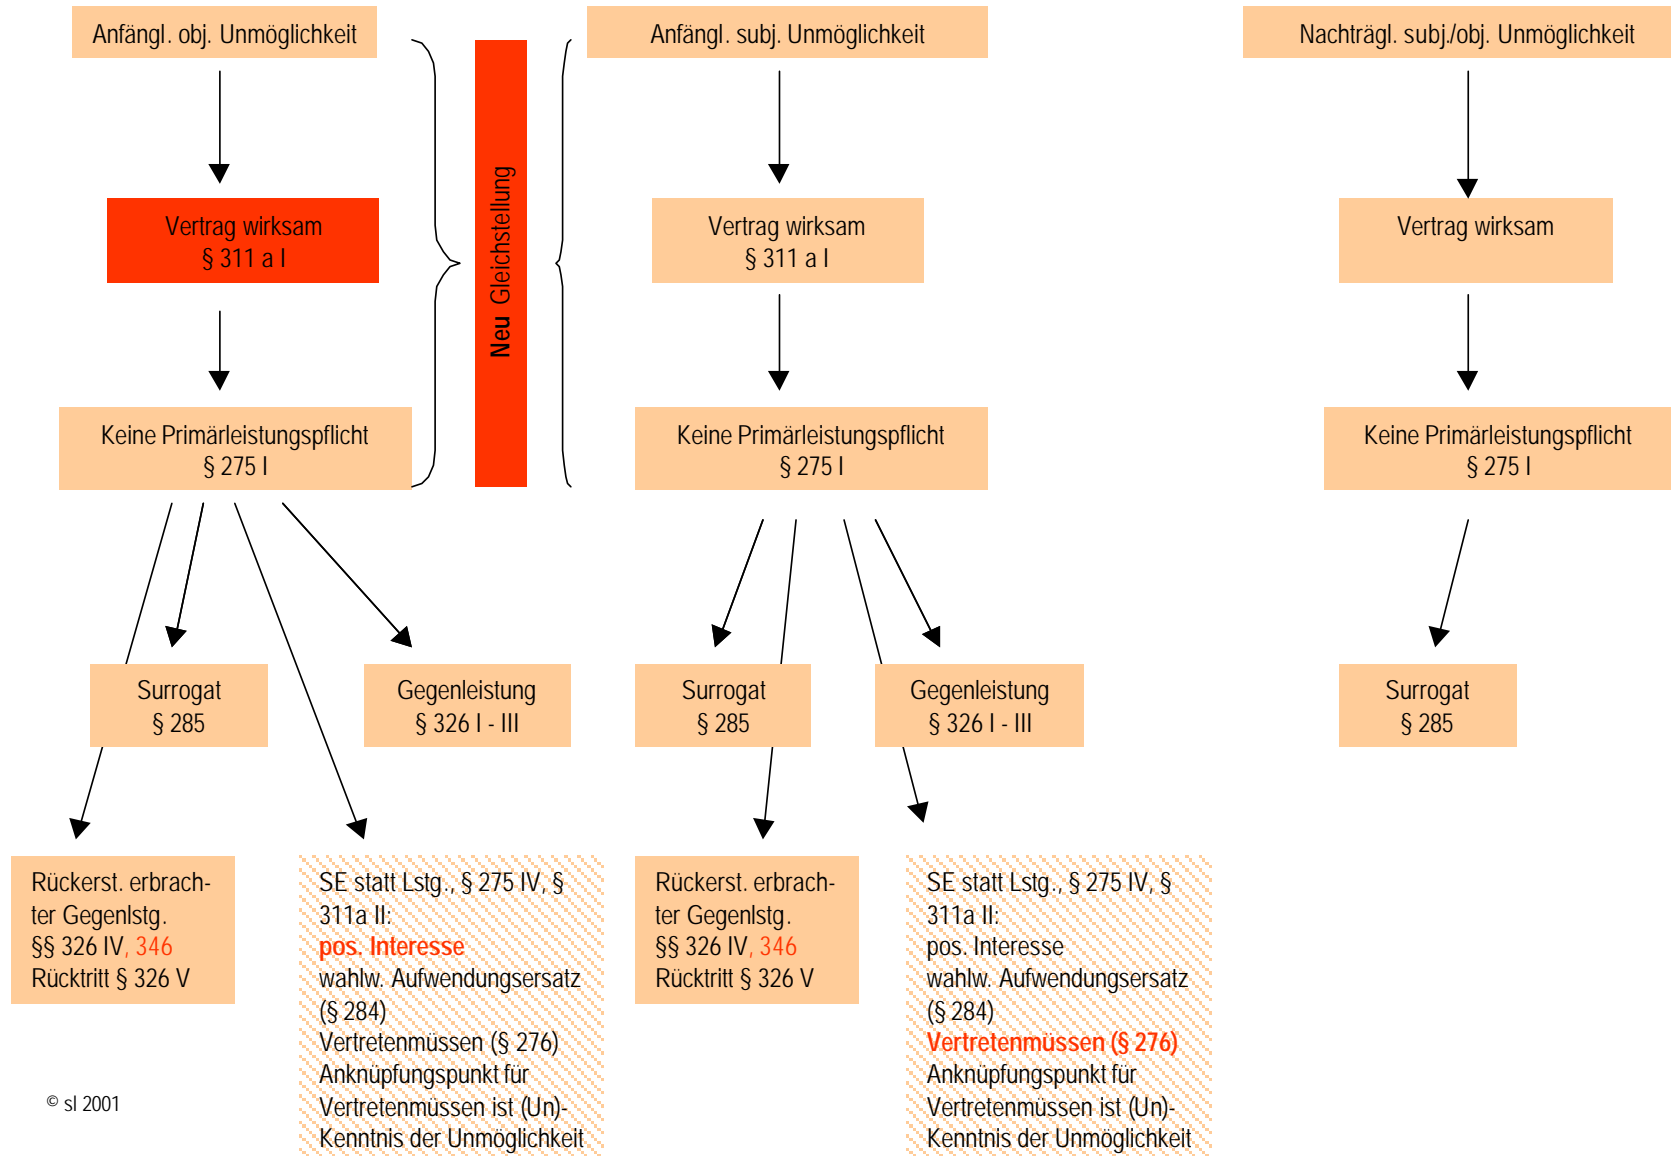 Anfängl. obj. Unmöglichkeit
Anfängl. subj. Unmöglichkeit
Nachträgl. subj./obj. Unmöglichkeit
Neu Gleichstellung
Vertrag wirksam
§ 311 a I
Vertrag wirksam
§ 311 a I
Vertrag wirksam
Keine Primärleistungspflicht
§ 275 I
Keine Primärleistungspflicht
§ 275 I
Keine Primärleistungspflicht
§ 275 I
Surrogat
§ 285
Gegenleistung
§ 326 I - III
Surrogat
§ 285
Gegenleistung
§ 326 I - III
Surrogat
§ 285
Rückerst. erbrach-
ter Gegenlstg.
§§ 326 IV, 346
Rücktritt § 326 V
SE statt Lstg., § 275 IV, §
311a II:
pos. Interesse
wahlw. Aufwendungsersatz
(§ 284)
Vertretenmüssen (§ 276)
Anknüpfungspunkt für
Vertretenmüssen ist (Un)-
Kenntnis der Unmöglichkeit
Rückerst. erbrach-
ter Gegenlstg.
§§ 326 IV, 346
Rücktritt § 326 V
SE statt Lstg., § 275 IV, §
311a II:
pos. Interesse
wahlw. Aufwendungsersatz
(§ 284)
Vertretenmüssen (§ 276)
Anknüpfungspunkt für
Vertretenmüssen ist (Un)-
Kenntnis der Unmöglichkeit
© sl 2001